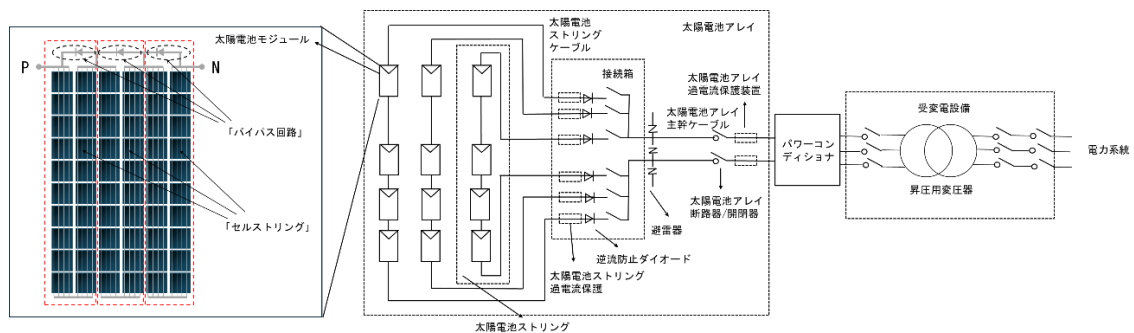 P
N
「バイパス回路」
「セルストリング」
太陽電池モジュール
太陽電池
ストリング
ケーブル
太陽電池アレイ
接続箱
太陽電池アレイ
過電流保護装置
太陽電池アレイ
主幹ケーブル
太陽電池アレイ
断路器/開閉器
避雷器
逆流防止ダイオード
太陽電池ストリング
過電流保護
太陽電池ストリング
パワーコン
ディショナ
受変電設備
昇圧用変圧器
電力系統